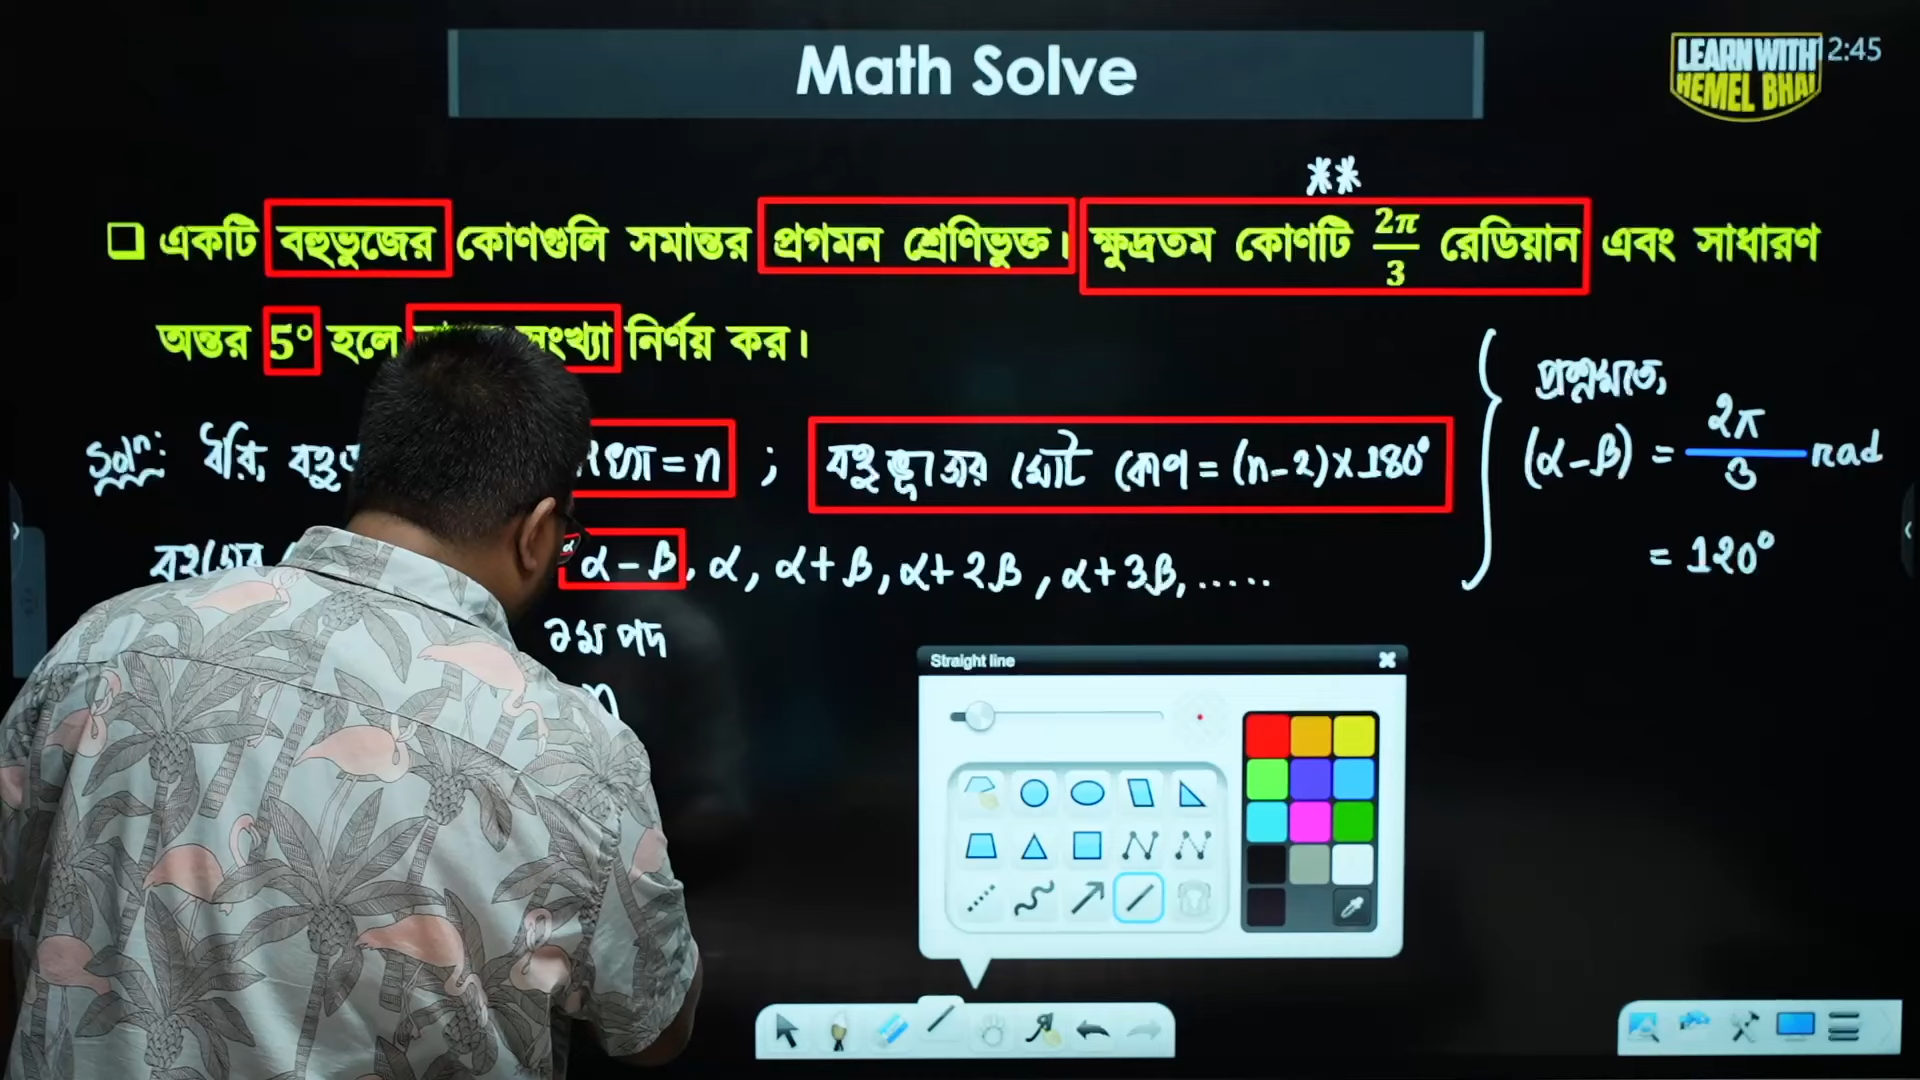 Math Solve
LEARN WITH HEMEL BHAI
2:45
**
একটি বহুভুজের কোণগুলি সমান্তর প্রগমন শ্রেণিভুক্ত। ক্ষুদ্রতম কোণটি 2π/3 রেডিয়ান এবং সাধারণ
অন্তর 5° হলে সংখ্যা নির্ণয় কর।
Solⁿ: ধরি, = n ; বহুভূজের মোট কোণ = (n-2)×180°
α-β, α, α+β, α+2β, α+3β, .....
১ম পদ
n
প্রশ্নমতে,
(α-β) = 2π/3 rad
= 120°
Straight line